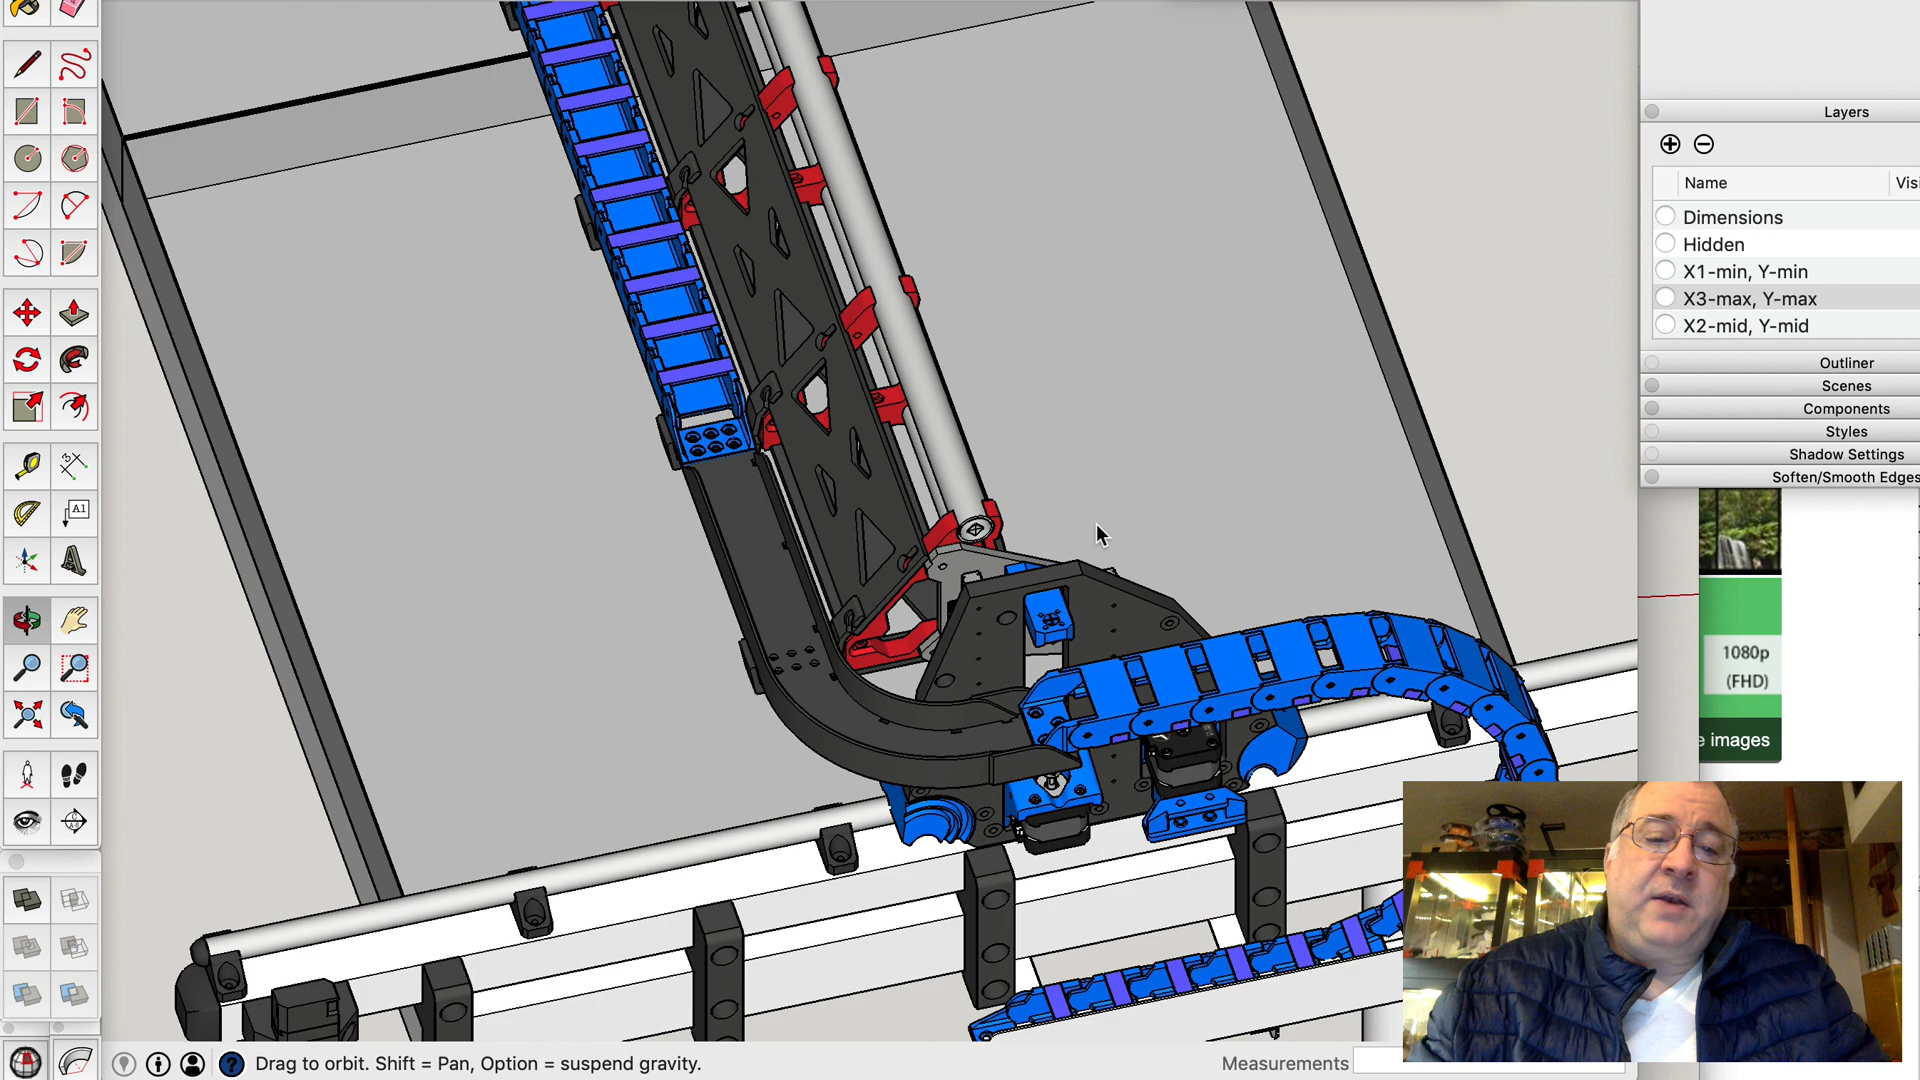 Layers
Name
Visi
Dimensions
Hidden
X1-min, Y-min
X3-max, Y-max
X2-mid, Y-mid
Outliner
Scenes
Components
Styles
Shadow Settings
Soften/Smooth Edges
1080p
(FHD)
e images
A1
Drag to orbit. Shift = Pan, Option = suspend gravity.
Measurements